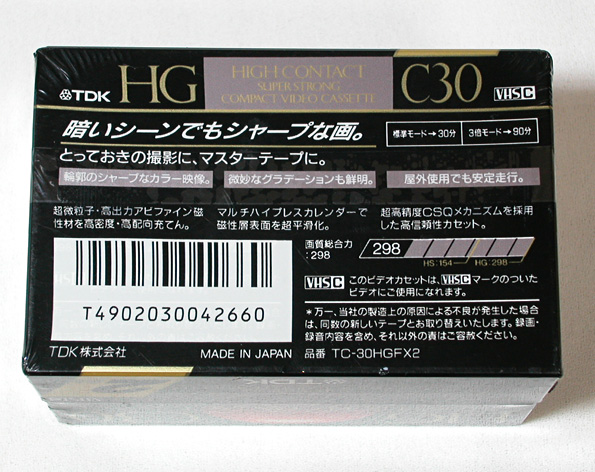 TDK HG HIGH CONTACT C30 VHSC
SUPER STRONG
COMPACT VIDEO CASSETTE
暗いシーンでもシャープな画。
標準モード→30分 3倍モード→90分
とっておきの撮影に、マスターテープに。
輪郭のシャープなカラー映像。 微妙なグラデーションも鮮明。 屋外使用でも安定走行。
超微粒子・高出力アビファイン磁性材を高密度・高配向充てん。
マルチハイプレスカレンダーで磁性層表面を超平滑化。
超高精度CSQメカニズムを採用した高信頼性カセット。
画質総合力:298
298
HS:154 HG:298
VHSC このビデオカセットは、VHSCマークのついたビデオにご使用になれます。
T4902030042660
*万一、当社の製造上の原因による不良が発生した場合は、同数の新しいテープとお取り替えいたします。録画・録音内容を含め、それ以外の責はご容赦ください。
TDK株式会社 MADE IN JAPAN 品番 TC-30HGFX2
TDK